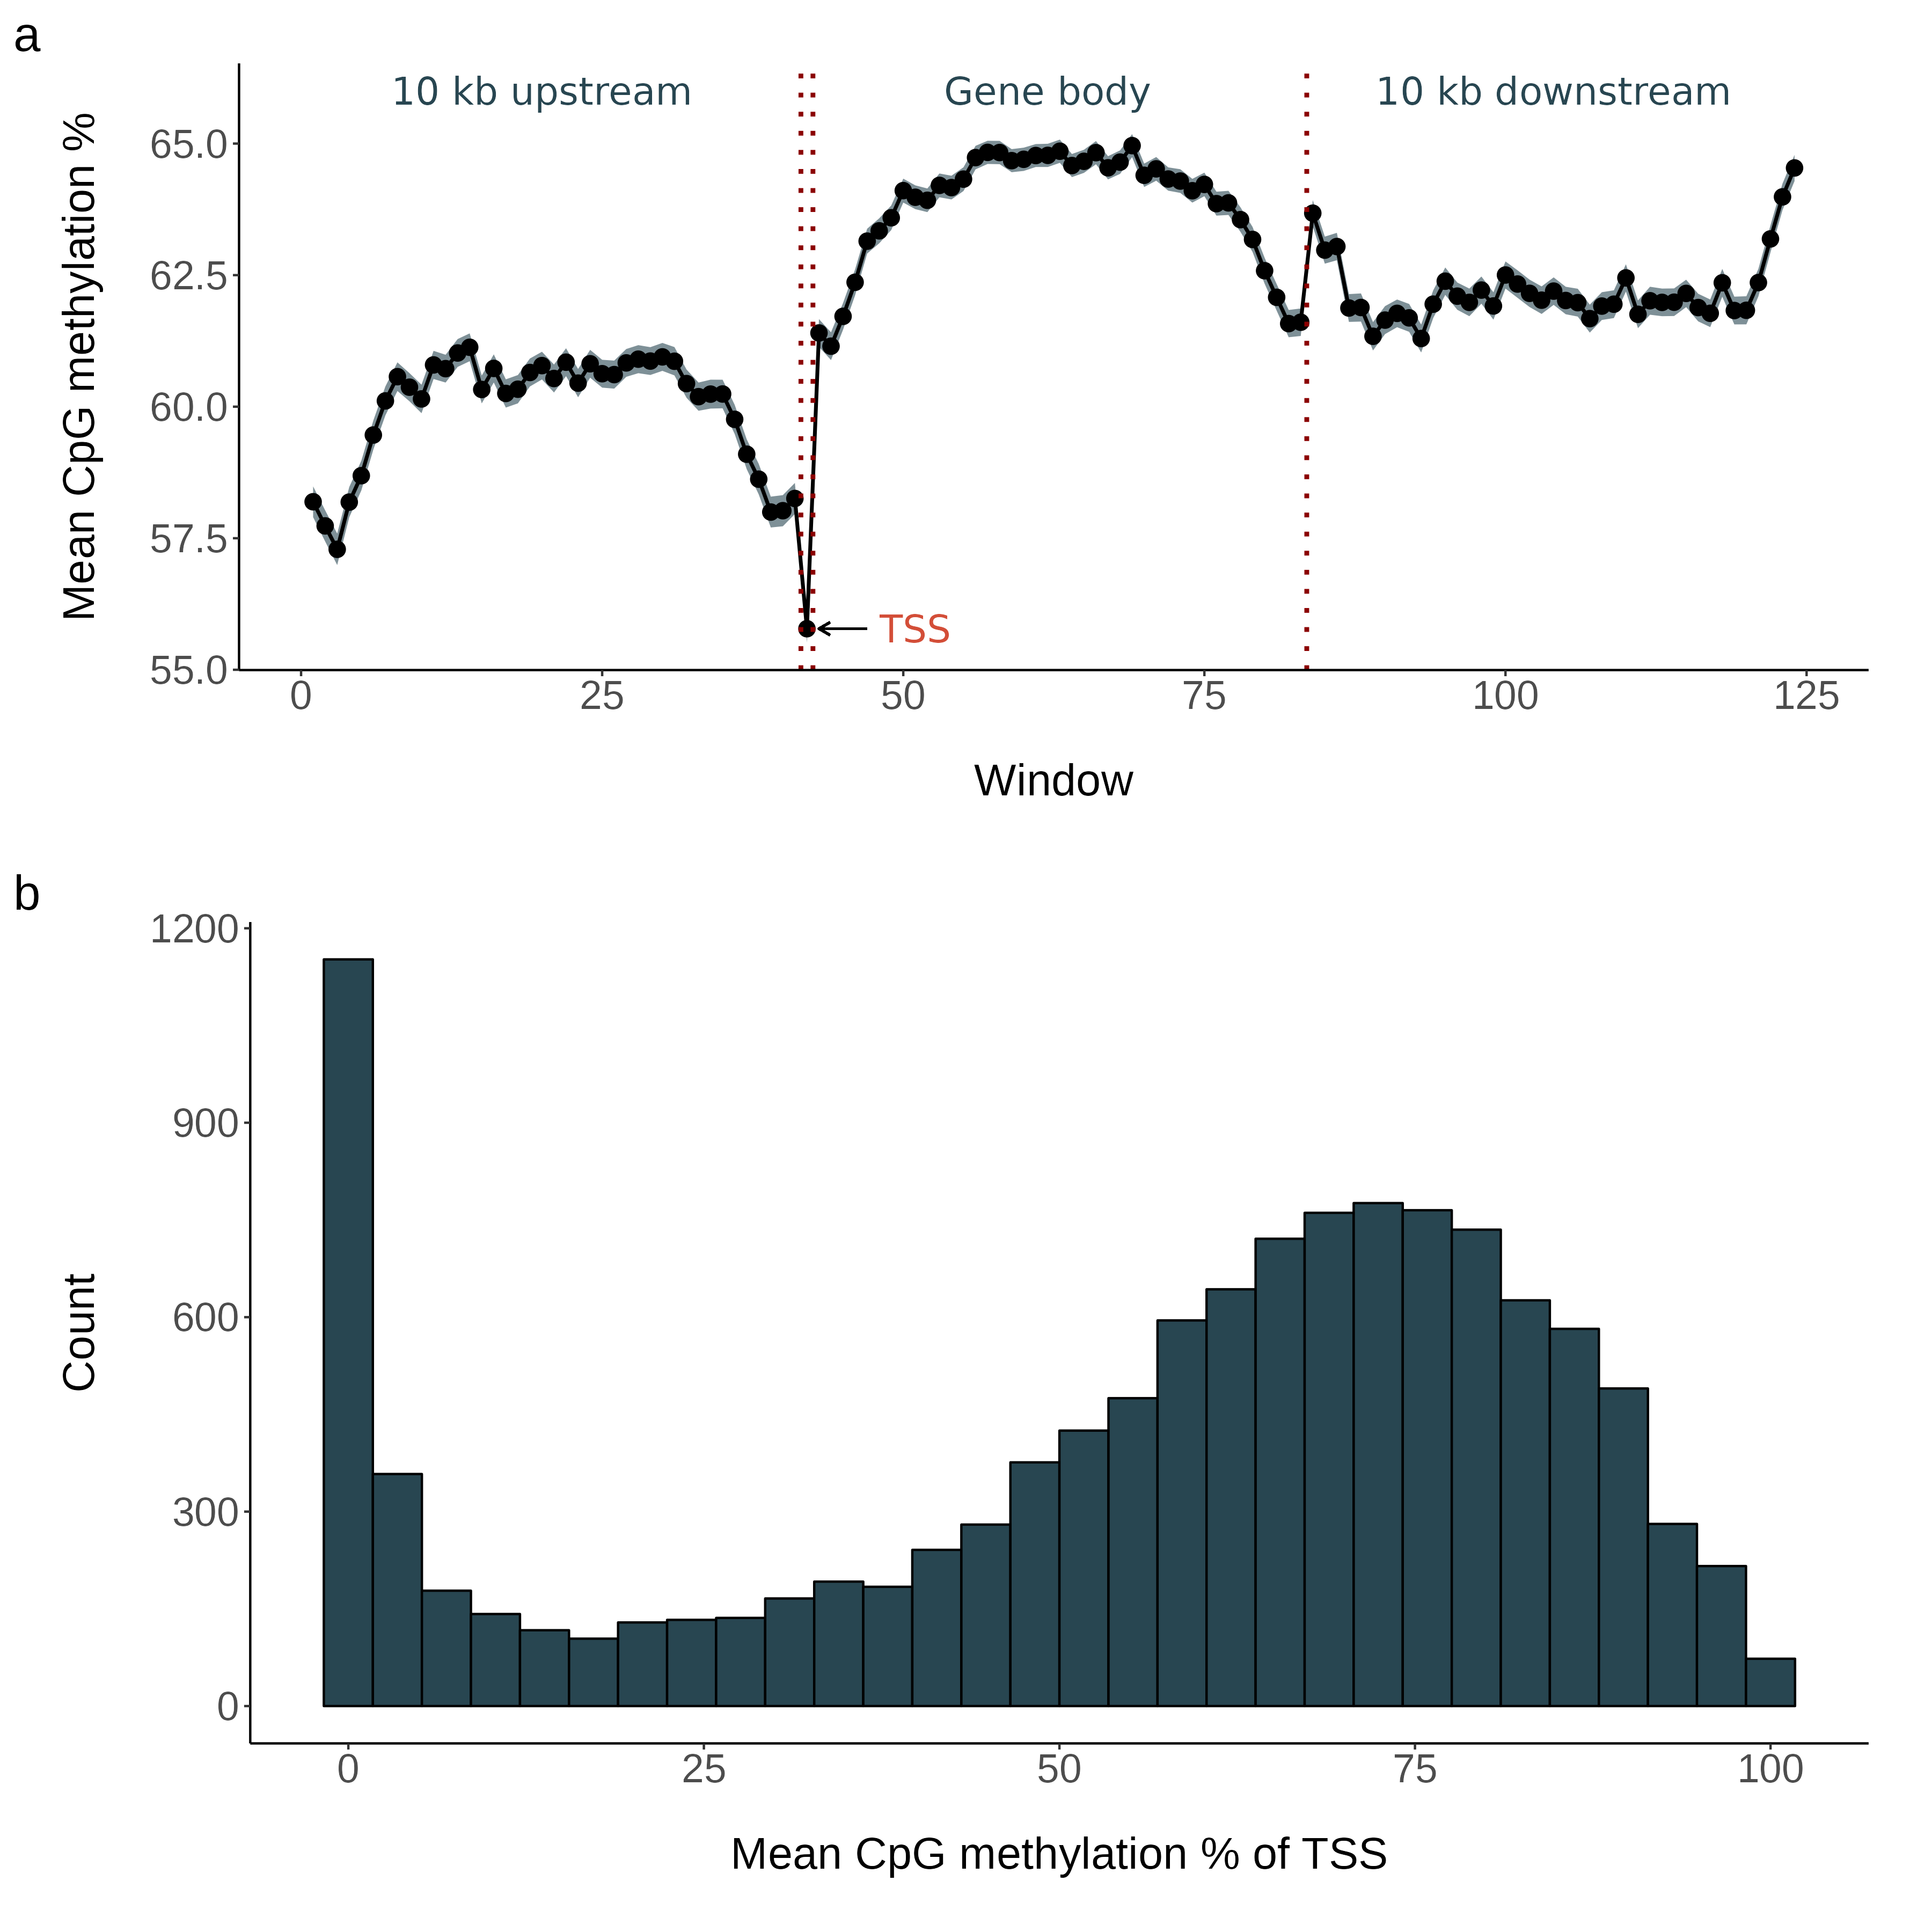 a
10 kb upstream
Gene body
10 kb downstream
Mean CpG methylation %
65.0
62.5
60.0
57.5
55.0
TSS
0
25
50
75
100
125
Window
b
Count
1200
900
600
300
0
0
25
50
75
100
Mean CpG methylation % of TSS